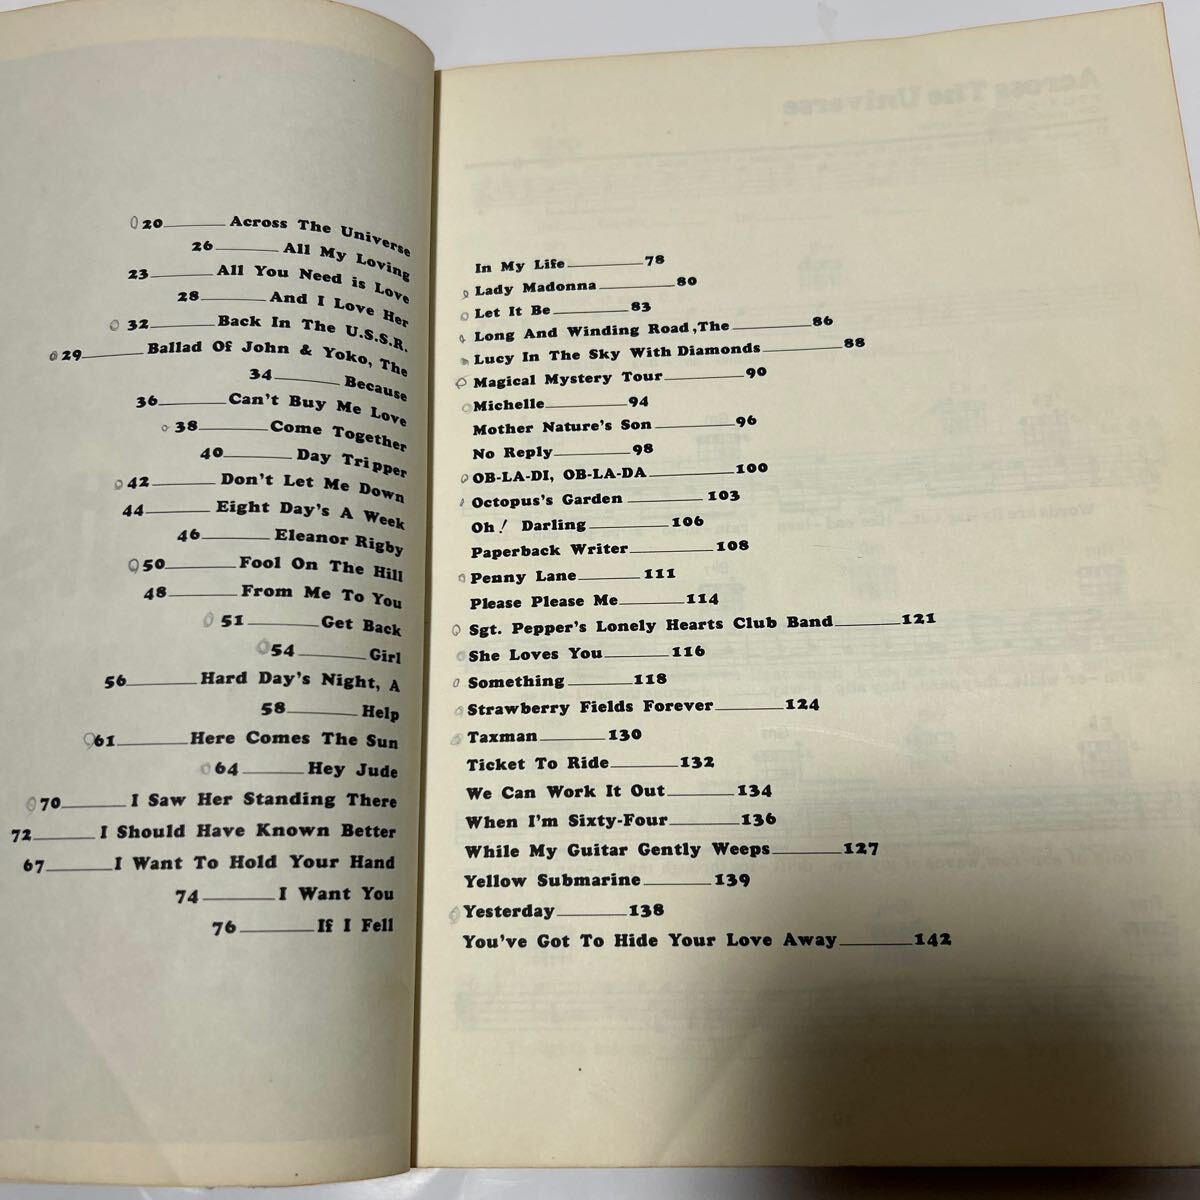 20 Across The Universe
26 All My Loving
23 All You Need is Love
28 And I Love Her
32 Back In The U.S.S.R.
29 Ballad Of John & Yoko, The
34 Because
36 Can't Buy Me Love
38 Come Together
40 Day Tripper
42 Don't Let Me Down
44 Eight Day's A Week
46 Eleanor Rigby
50 Fool On The Hill
48 From Me To You
51 Get Back
54 Girl
56 Hard Day's Night, A
58 Help
61 Here Comes The Sun
64 Hey Jude
70 I Saw Her Standing There
72 I Should Have Known Better
67 I Want To Hold Your Hand
74 I Want You
76 If I Fell
Across The Universe
In My Life 78
Lady Madonna 80
Let It Be 83
Long And Winding Road, The 86
Lucy In The Sky With Diamonds 88
Magical Mystery Tour 90
Michelle 94
Mother Nature's Son 96
No Reply 98
OB-LA-DI, OB-LA-DA 100
Octopus's Garden 103
Oh! Darling 106
Paperback Writer 108
Penny Lane 111
Please Please Me 114
Sgt. Pepper's Lonely Hearts Club Band 121
She Loves You 116
Something 118
Strawberry Fields Forever 124
Taxman 130
Ticket To Ride 132
We Can Work It Out 134
When I'm Sixty-Four 136
While My Guitar Gently Weeps 127
Yellow Submarine 139
Yesterday 138
You've Got To Hide Your Love Away 142